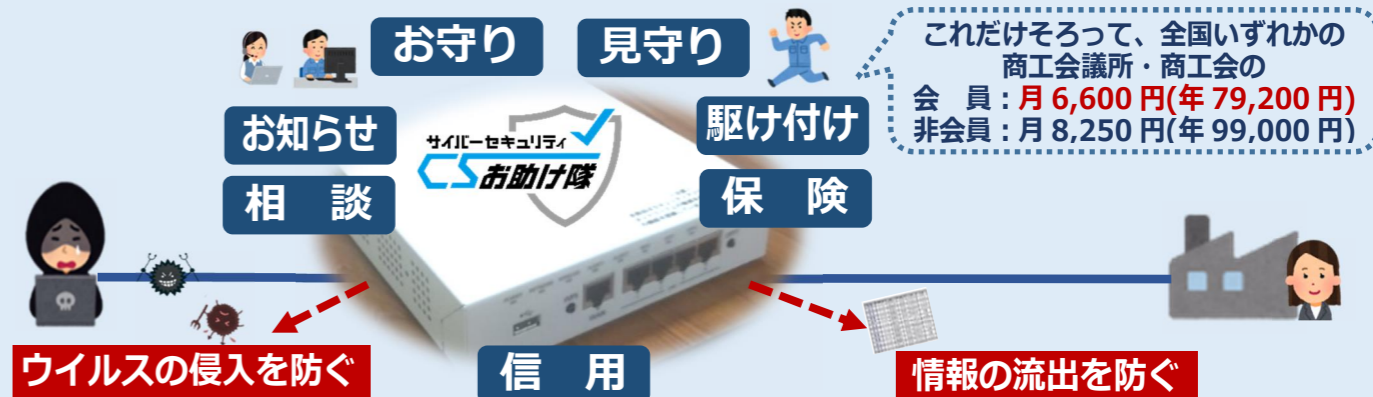 お守り
見守り
これだけそろって、全国いずれかの
商工会議所・商工会の
会　員：月 6,600 円(年 79,200 円)
非会員：月 8,250 円(年 99,000 円)
お知らせ
サイバーセキュリティ
CSお助け隊
駆け付け
相　談
保　険
ウイルスの侵入を防ぐ
信　用
情報の流出を防ぐ